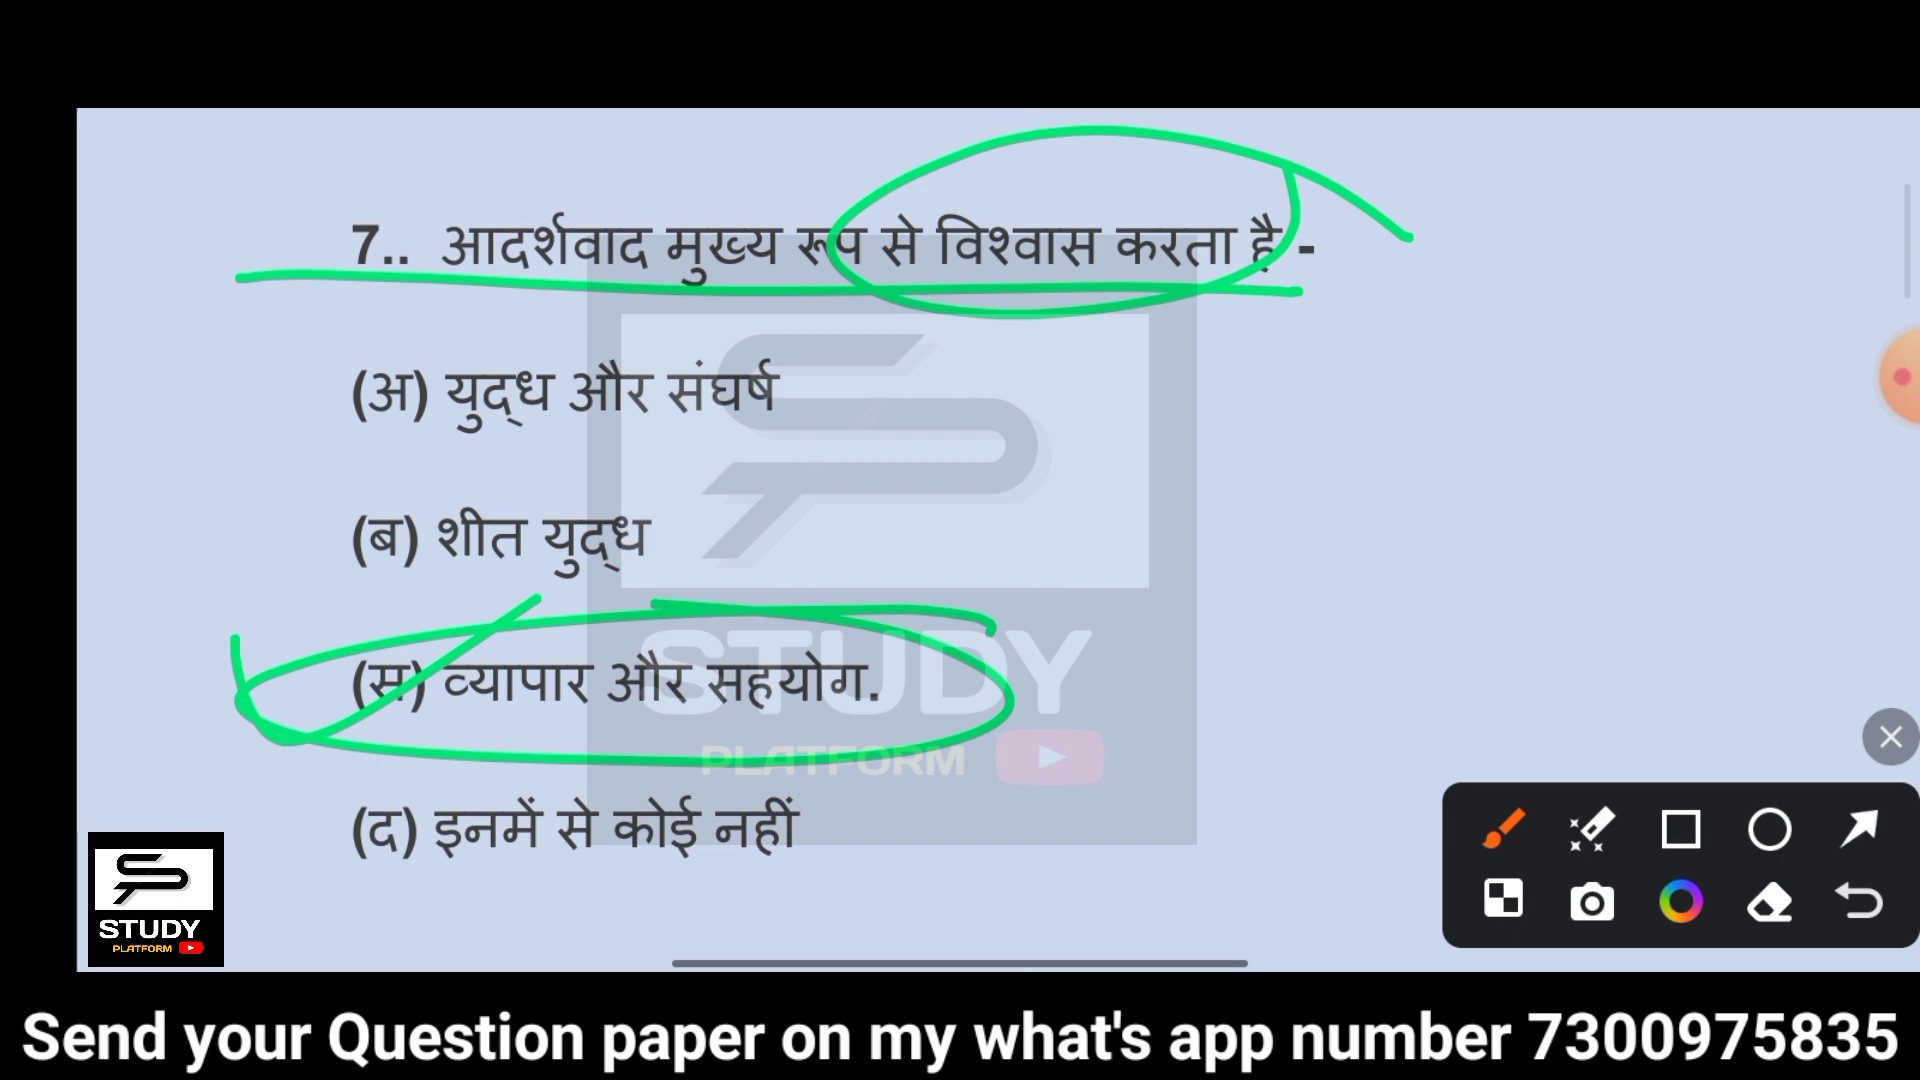 7.. आदर्शवाद मुख्य रूप से विश्वास करता है -
(अ) युद्ध और संघर्ष
(ब) शीत युद्ध
(स) व्यापार और सहयोग.
STUDY
PLATFORM
(द) इनमें से कोई नहीं
STUDY
PLATFORM
Send your Question paper on my what's app number 7300975835